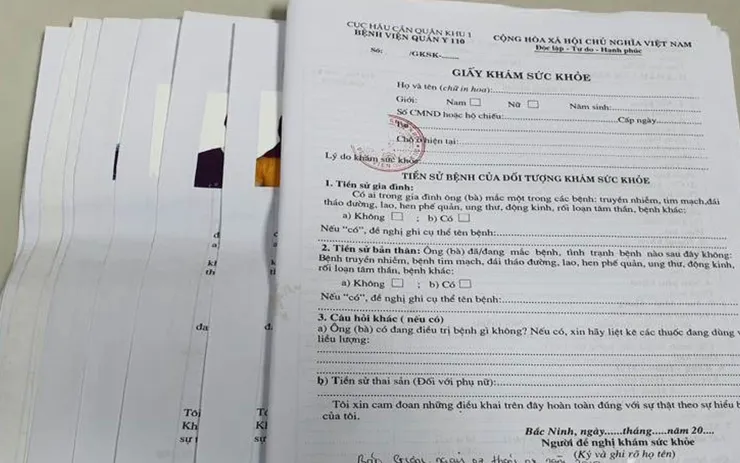 CỤC HẬU CẦN QUÂN KHU 1
BỆNH VIỆN QUÂN Y 110
Số: /GKSK-......
CỘNG HÒA XÃ HỘI CHỦ NGHĨA VIỆT NAM
Độc lập - Tự do - Hạnh phúc
GIẤY KHÁM SỨC KHỎE
Họ và tên (chữ in hoa):
Giới: Nam □ Nữ □ Năm sinh:
Số CMND hoặc hộ chiếu: Cấp ngày
Tại
Chỗ ở hiện tại:
Lý do khám sức khỏe:
TIỀN SỬ BỆNH CỦA ĐỐI TƯỢNG KHÁM SỨC KHỎE
1. Tiền sử gia đình:
Có ai trong gia đình ông (bà) mắc một trong các bệnh: truyền nhiễm, tim mạch, đái
tháo đường, lao, hen phế quản, ung thư, động kinh, rối loạn tâm thần, bệnh khác:
a) Không □ ; b) Có □
Nếu "có", đề nghị ghi cụ thể tên bệnh:
2. Tiền sử bản thân: Ông (bà) đã/đang mắc bệnh, tình trạng bệnh nào sau đây không:
Bệnh truyền nhiễm, bệnh tim mạch, đái tháo đường, lao, hen phế quản, ung thư, động kinh,
rối loạn tâm thần, bệnh khác:
a) Không □ ; b) Có □
Nếu "có", đề nghị ghi cụ thể tên bệnh:
3. Câu hỏi khác ( nếu có)
a) Ông (bà) có đang điều trị bệnh gì không? Nếu có, xin hãy liệt kê các thuốc đang dùng v
liều lượng:
b) Tiền sử thai sản (Đối với phụ nữ):
Tôi xin cam đoan những điều khai trên đây hoàn toàn đúng với sự thật theo sự hiểu b
của tôi.
Bắc Ninh, ngày......tháng.....năm 20....
Người đề nghị khám sức khỏe
(Ký và ghi rõ họ tên)
Tôi
Kh
sự